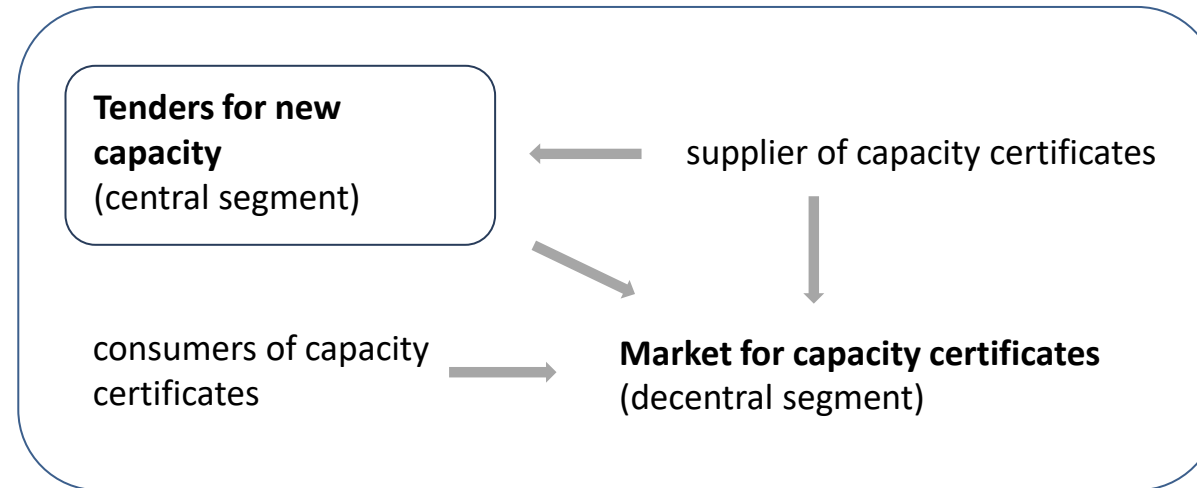 Tenders for new
capacity
(central segment)
supplier of capacity certificates
consumers of capacity
certificates
Market for capacity certificates
(decentral segment)